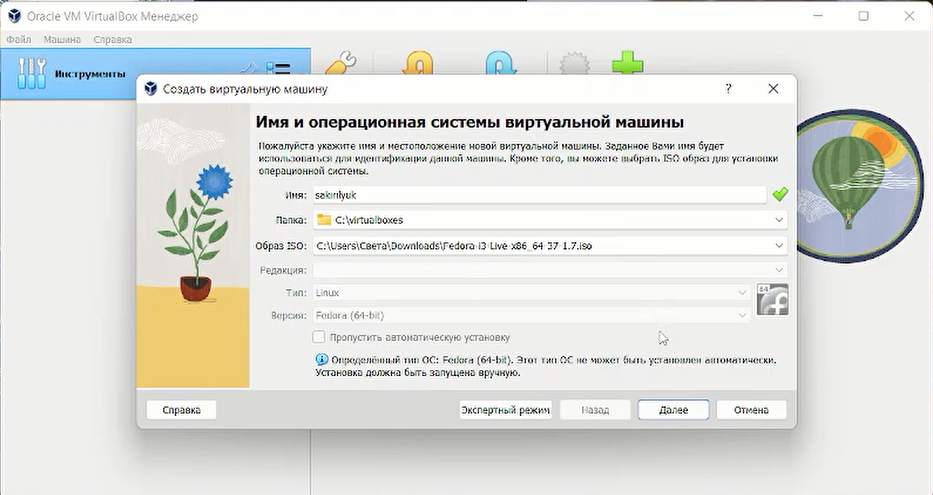 Oracle VM VirtualBox Менеджер
Файл Машина Справка
Инструменты
Создать виртуальную машину
?
Имя и операционная системы виртуальной машины
Пожалуйста укажите имя и местоположение новой виртуальной машины. Заданное Вами имя будет
использоваться для идентификации данной машины. Кроме того, вы можете выбрать ISO образ для установки
операционной системы.
Имя: sakirilyuk
Папка: C:\virtualboxes
Образ ISO: C:\Users\Света\Downloads\Fedora-i3-Live-x86_64-37-1.7.iso
Редакция:
Тип: Linux
64
Версия: Fedora (64-bit)
Пропустить автоматическую установку
Определённый тип ОС: Fedora (64-bit). Этот тип ОС не может быть установлен автоматически.
Установка должна быть запущена вручную.
Справка Экспертный режим Назад Далее Отмена